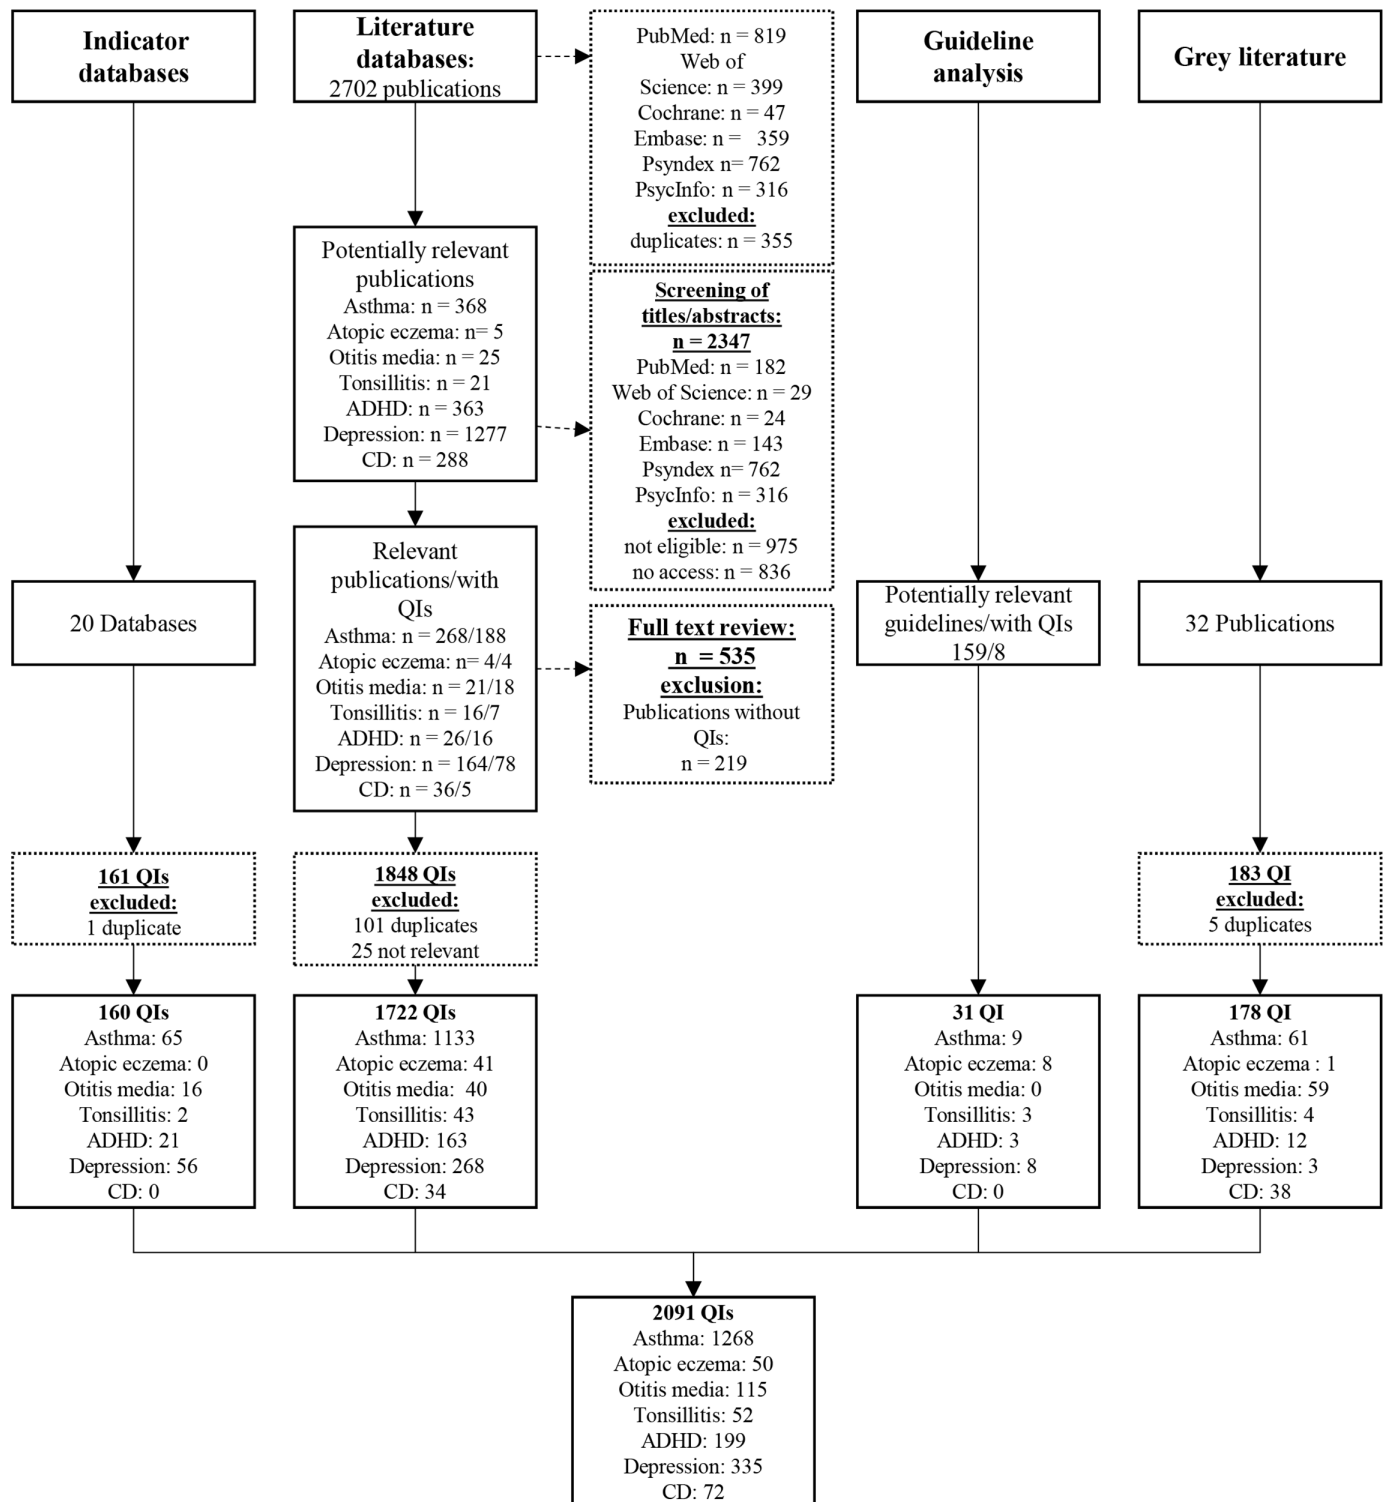 Indicator
databases
Literature
databases:
2702 publications
PubMed: n = 819
Web of
Science: n = 399
Cochrane: n = 47
Embase: n =   359
Psyndex n= 762
PsycInfo: n = 316
excluded:
duplicates: n = 355
Guideline
analysis
Grey literature
Potentially relevant
publications
Asthma: n = 368
Atopic eczema: n= 5
Otitis media: n = 25
Tonsillitis: n = 21
ADHD: n = 363
Depression: n = 1277
CD: n = 288
Screening of
titles/abstracts:
n = 2347
PubMed: n = 182
Web of Science: n = 29
Cochrane: n = 24
Embase: n = 143
Psyndex n= 762
PsycInfo: n = 316
excluded:
not eligible: n = 975
no access: n = 836
Relevant
publications/with
QIs
Asthma: n = 268/188
Atopic eczema: n= 4/4
Otitis media: n = 21/18
Tonsillitis: n = 16/7
ADHD: n = 26/16
Depression: n = 164/78
CD: n = 36/5
20 Databases
Full text review:
n  = 535
exclusion:
Publications without
QIs:
n = 219
Potentially relevant
guidelines/with QIs
159/8
32 Publications
161 QIs
excluded:
1 duplicate
1848 QIs
excluded:
101 duplicates
25 not relevant
183 QI
excluded:
5 duplicates
160 QIs
Asthma: 65
Atopic eczema: 0
Otitis media: 16
Tonsillitis: 2
ADHD: 21
Depression: 56
CD: 0
1722 QIs
Asthma: 1133
Atopic eczema: 41
Otitis media:  40
Tonsillitis: 43
ADHD: 163
Depression: 268
CD: 34
31 QI
Asthma: 9
Atopic eczema: 8
Otitis media: 0
Tonsillitis: 3
ADHD: 3
Depression: 8
CD: 0
178 QI
Asthma: 61
Atopic eczema : 1
Otitis media: 59
Tonsillitis: 4
ADHD: 12
Depression: 3
CD: 38
2091 QIs
Asthma: 1268
Atopic eczema: 50
Otitis media: 115
Tonsillitis: 52
ADHD: 199
Depression: 335
CD: 72